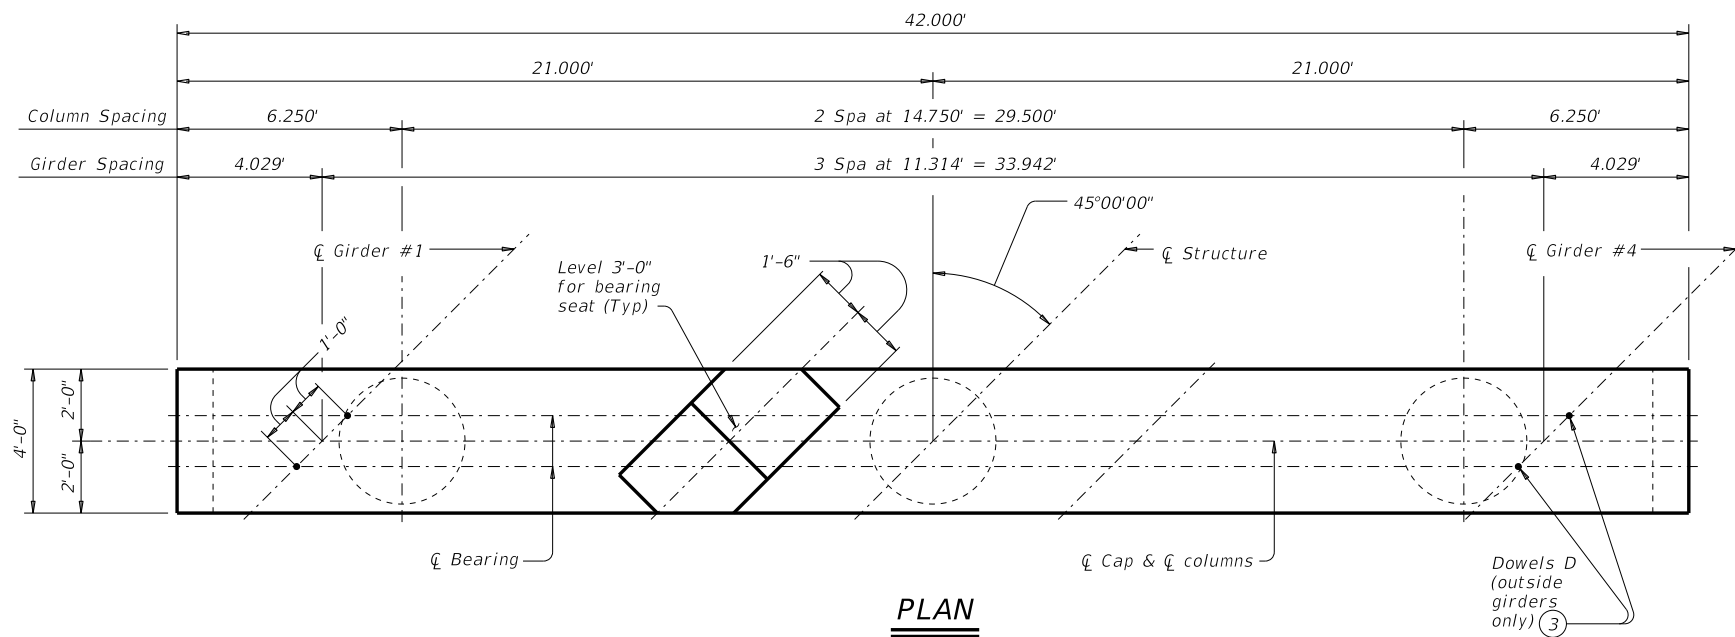 42.000'
21.000' 21.000'
Column Spacing 6.250' 2 Spa at 14.750' = 29.500' 6.250'
Girder Spacing 4.029' 3 Spa at 11.314' = 33.942' 4.029'
45°00'00"
℄ Girder #1
Level 3'-0"
for bearing
seat (Typ)
1'-6"
℄ Structure
℄ Girder #4
1'-0"
4'-0"
2'-0"
2'-0"
℄ Bearing
℄ Cap & ℄ columns
Dowels D
(outside
girders
only) 3
PLAN